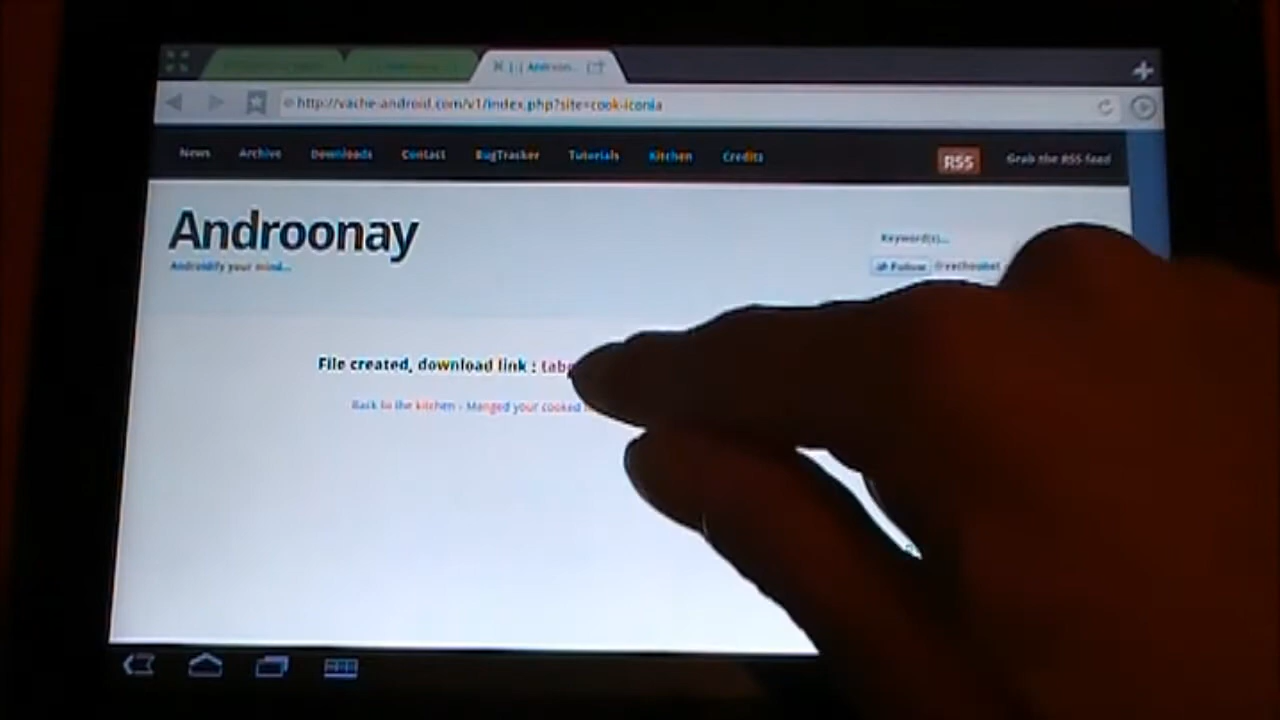 Androon...
http://vache-android.com/v1/index.php?site=cook-iconia
News Archive Downloads Contact BugTracker Tutorials Kitchen Credits RSS Grab the RSS feed
Androonay
Androidify your mind...
Keyword(s)...
Follow
File created, download link :
Back to the kitchen - Manged your cooked